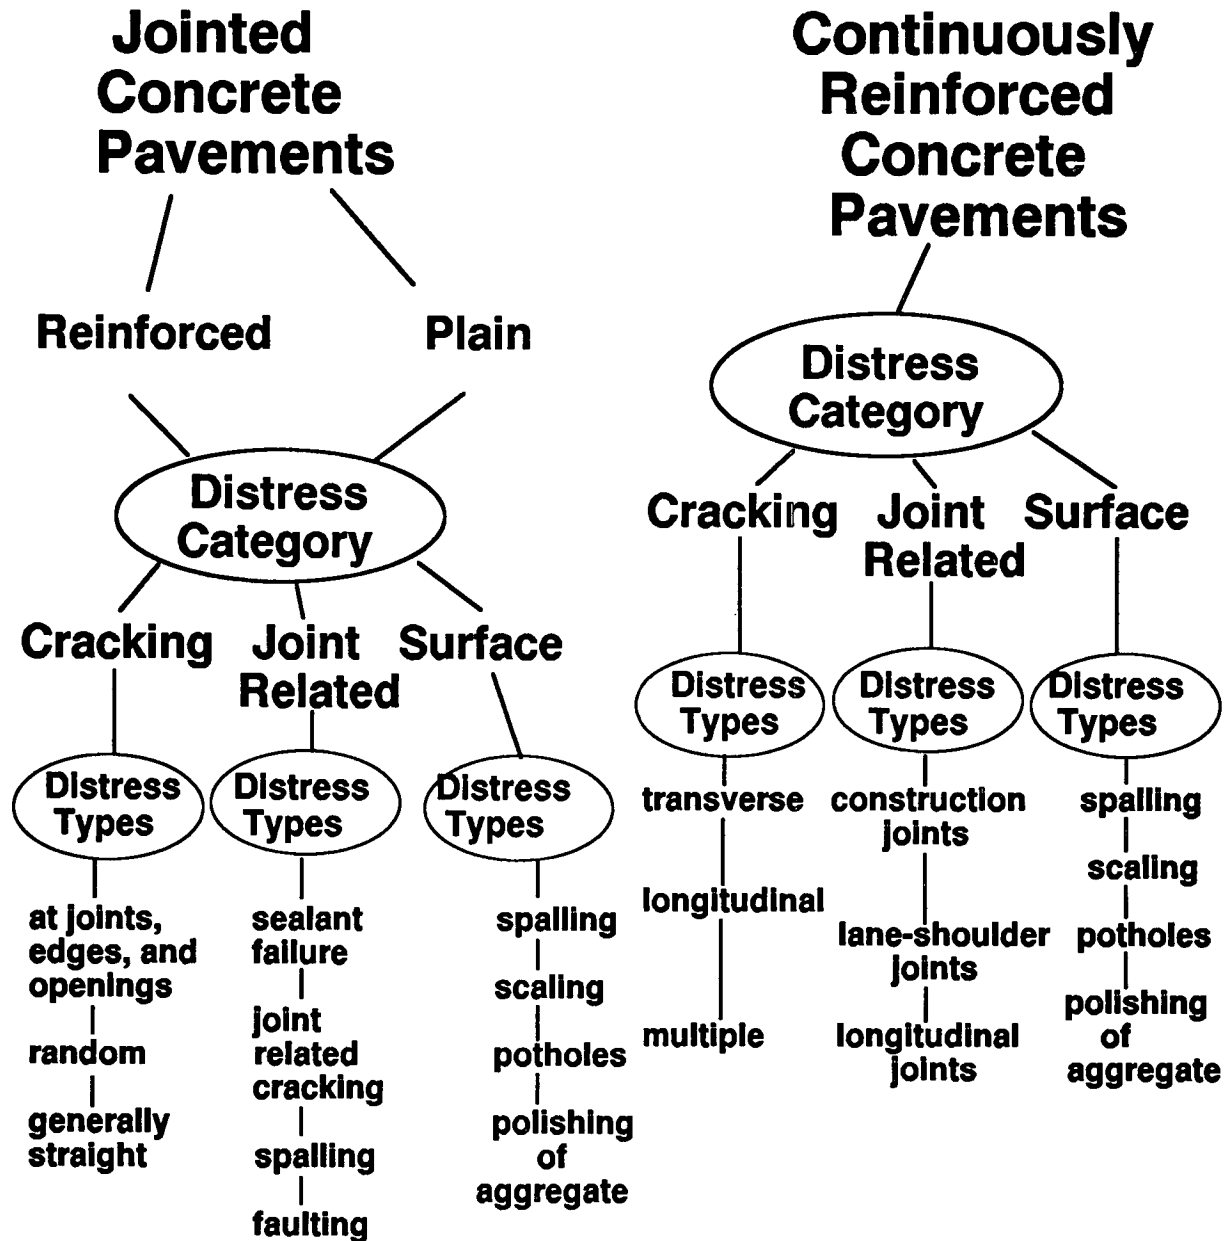 Jointed
Concrete
Pavements
Reinforced
Plain
Distress
Category
Cracking
Joint
Related
Surface
Distress
Types
at joints,
edges, and
openings
random
generally
straight
Distress
Types
sealant
failure
joint
related
cracking
spalling
faulting
Distress
Types
spalling
scaling
potholes
polishing
of
aggregate
Continuously
Reinforced
Concrete
Pavements
Distress
Category
Cracking
Joint
Related
Surface
Distress
Types
transverse
longitudinal
multiple
Distress
Types
construction
joints
lane-shoulder
joints
longitudinal
joints
Distress
Types
spalling
scaling
potholes
polishing
of
aggregate